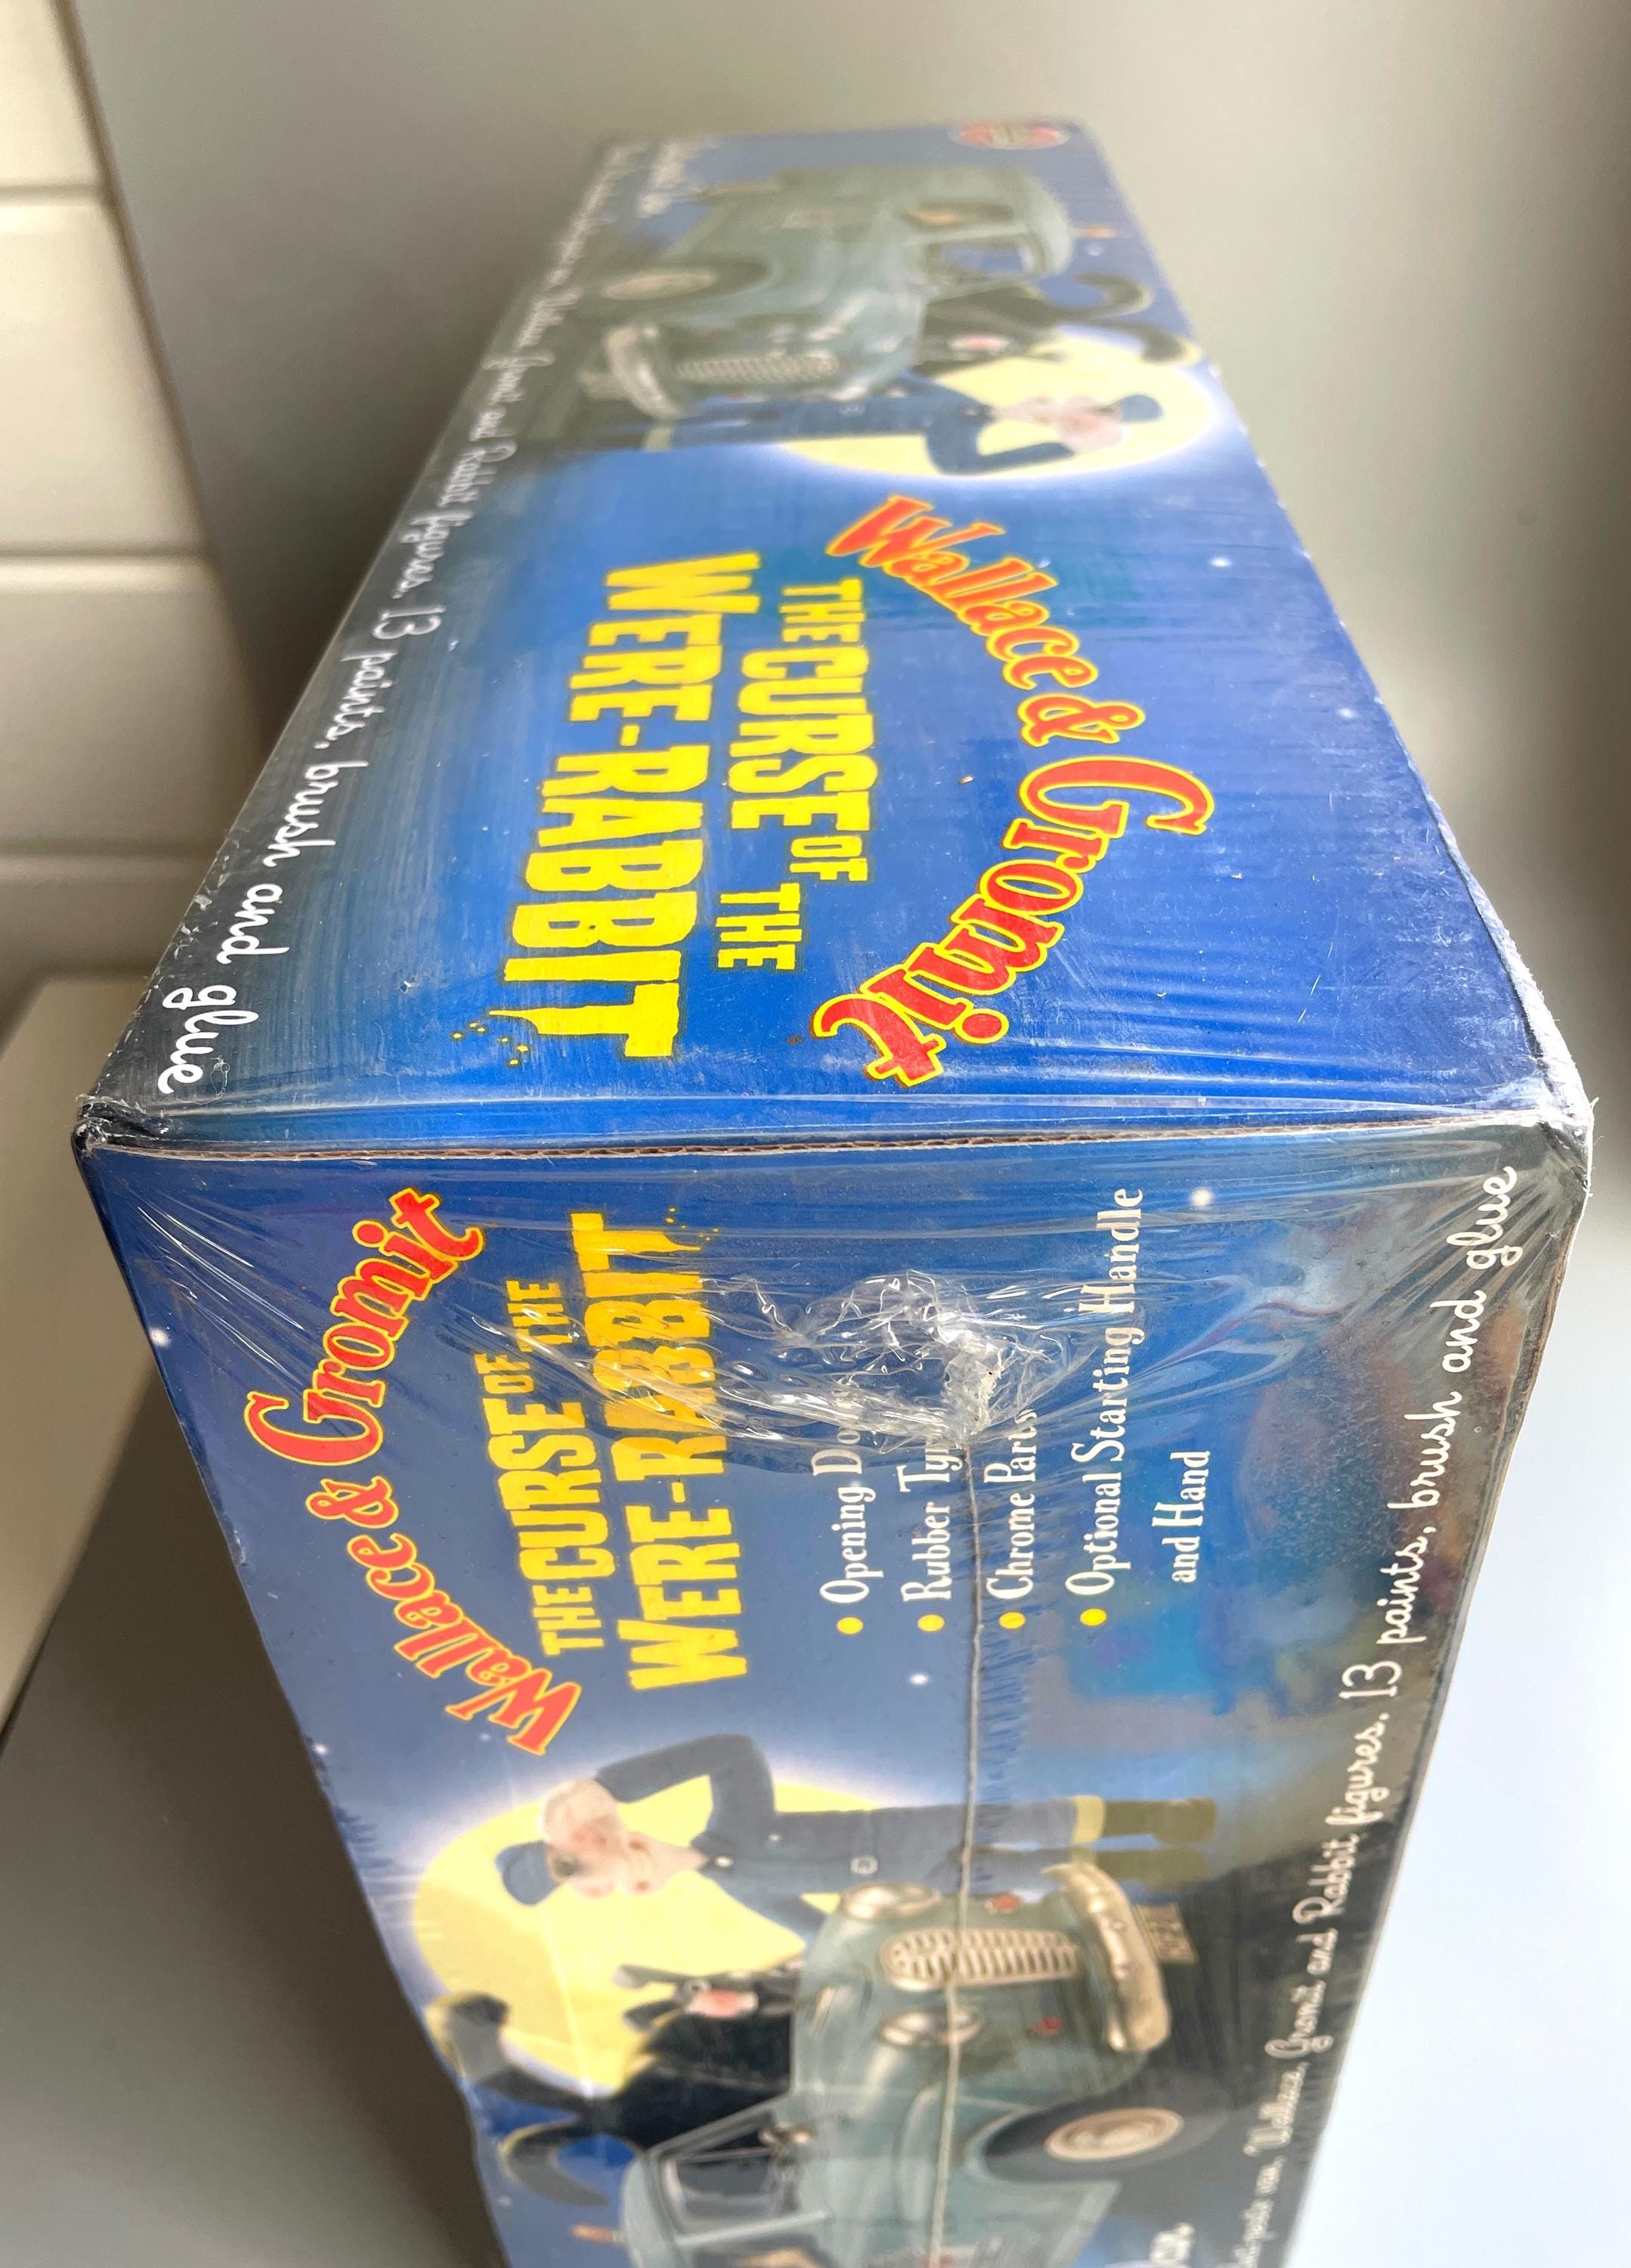 Wallace & Gromit
THE CURSE OF THE
WERE-RABBIT
and Rabbit figures. 13 paints, brush and glue
Wallace & Gromit
THE CURSE OF THE
WERE-RABBIT
• Opening
• Rubber
• Chrome Parts
• Optional Starting Handle
and Hand
Wallace, Gromit and Rabbit figures. 13 paints, brush and glue